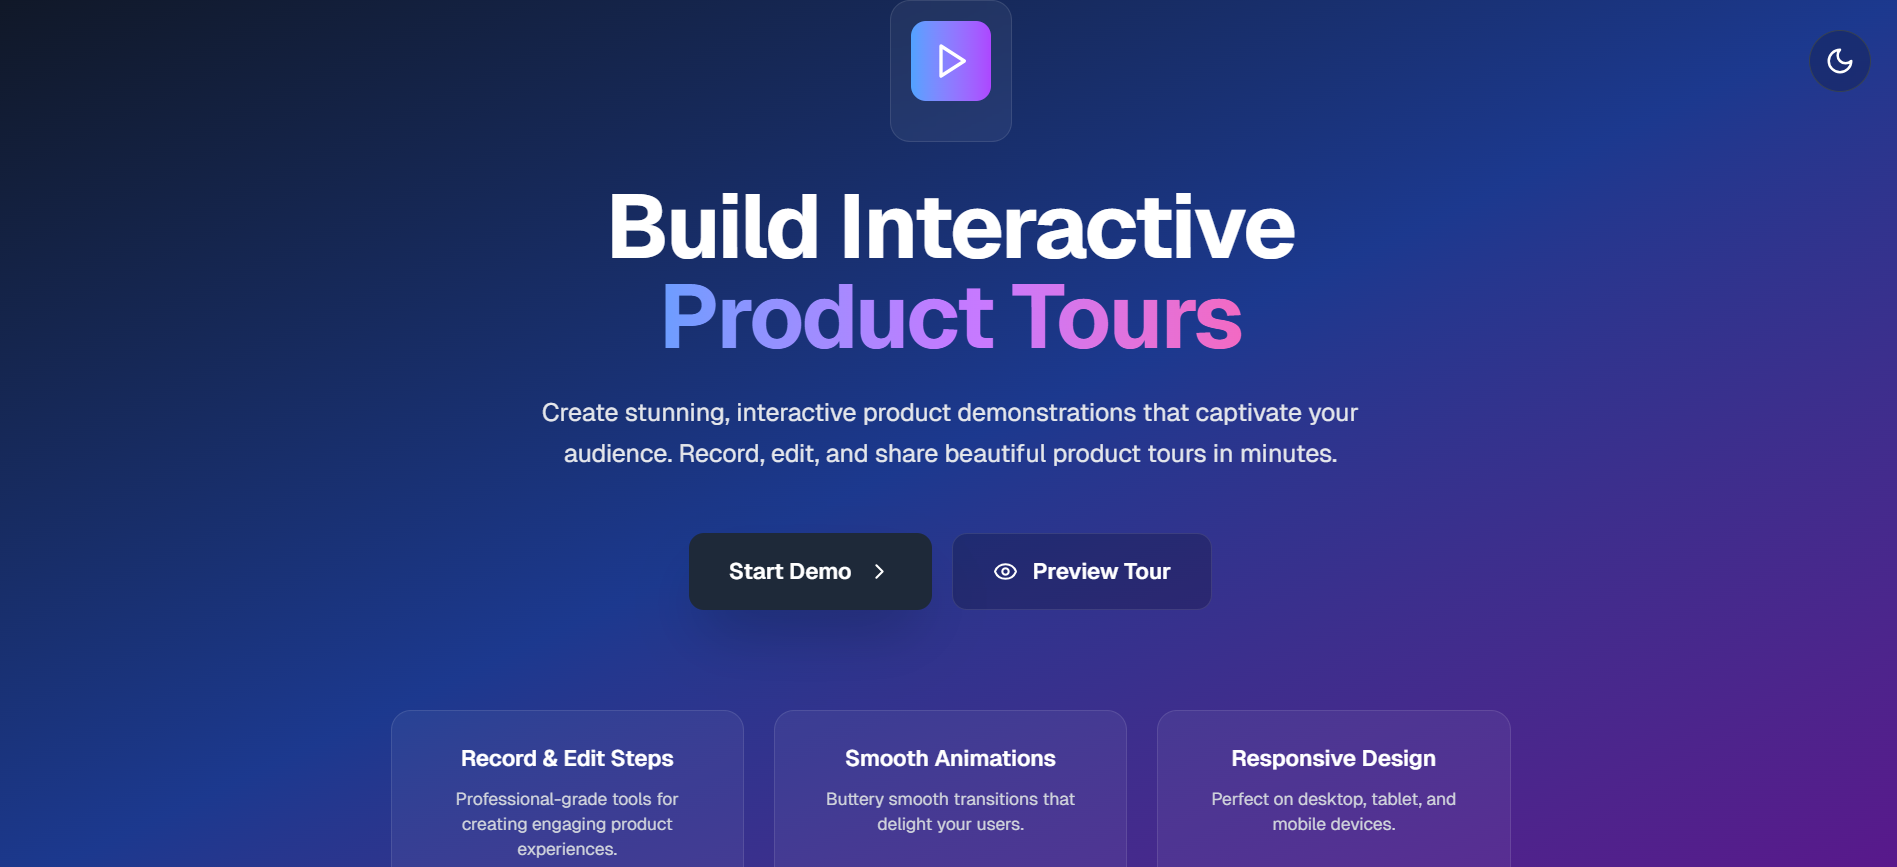 Build Interactive
Product Tours
Create stunning, interactive product demonstrations that captivate your
audience. Record, edit, and share beautiful product tours in minutes.
Start Demo
Preview Tour
Record & Edit Steps
Professional-grade tools for
creating engaging product
experiences.
Smooth Animations
Buttery smooth transitions that
delight your users.
Responsive Design
Perfect on desktop, tablet, and
mobile devices.